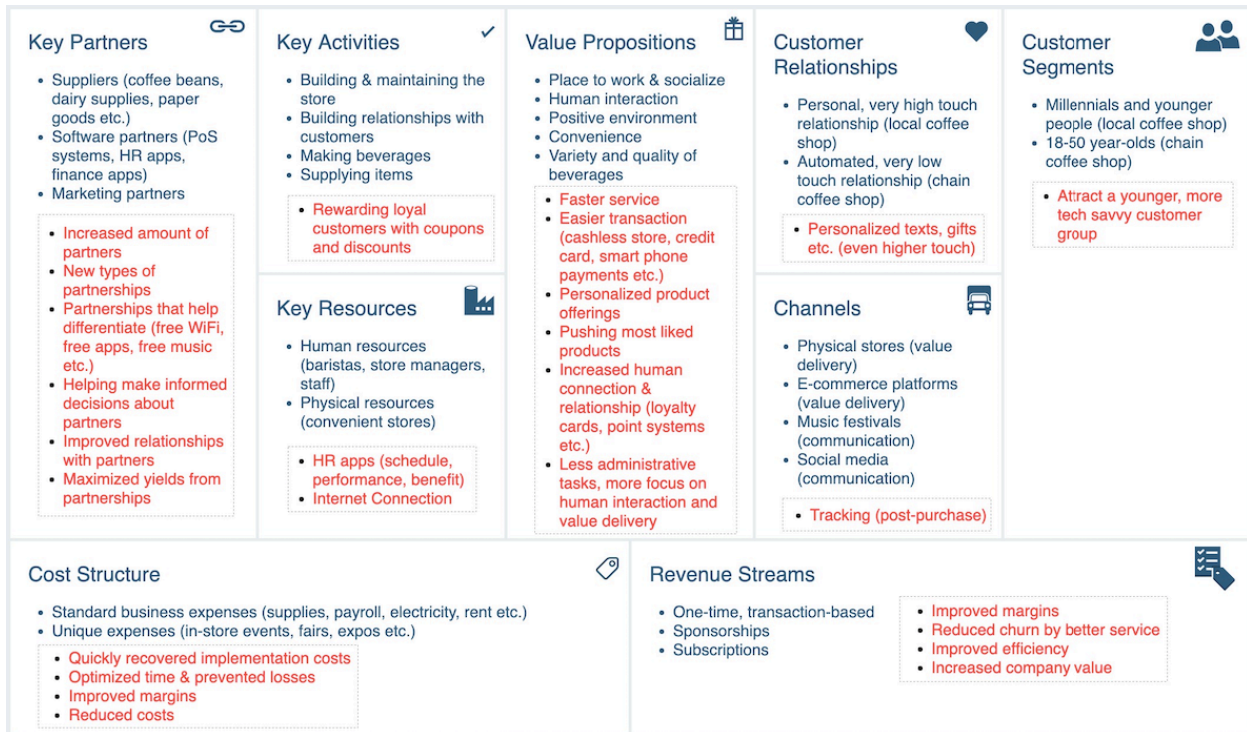 Key Partners
Suppliers (coffee beans,
dairy supplies, paper
goods etc.)
Software partners (PoS
systems, HR apps,
finance apps)
Marketing partners
Increased amount of
partners
New types of
partnerships
Partnerships that help
differentiate (free WiFi,
free apps, free music
etc.)
Helping make informed
decisions about
partners
Improved relationships
with partners
Maximized yields from
partnerships
Key Activities
Building & maintaining the
store
Building relationships with
customers
Making beverages
Supplying items
Rewarding loyal
customers with coupons
and discounts
Key Resources
Human resources
(baristas, store managers,
staff)
Physical resources
(convenient stores)
HR apps (schedule,
performance, benefit)
Internet Connection
Value Propositions
Place to work & socialize
Human interaction
Positive environment
Convenience
Variety and quality of
beverages
Faster service
Easier transaction
(cashless store, credit
card, smart phone
payments etc.)
Personalized product
offerings
Pushing most liked
products
Increased human
connection &
relationship (loyalty
cards, point systems
etc.)
Less administrative
tasks, more focus on
human interaction and
value delivery
Customer
Relationships
Personal, very high touch
relationship (local coffee
shop)
Automated, very low
touch relationship (chain
coffee shop)
Personalized texts, gifts
etc. (even higher touch)
Channels
Physical stores (value
delivery)
E-commerce platforms
(value delivery)
Music festivals
(communication)
Social media
(communication)
Tracking (post-purchase)
Customer
Segments
Millennials and younger
people (local coffee shop)
18-50 year-olds (chain
coffee shop)
Attract a younger, more
tech savvy customer
group
Cost Structure
Standard business expenses (supplies, payroll, electricity, rent etc.)
Unique expenses (in-store events, fairs, expos etc.)
Quickly recovered implementation costs
Optimized time & prevented losses
Improved margins
Reduced costs
Revenue Streams
One-time, transaction-based
Sponsorships
Subscriptions
Improved margins
Reduced churn by better service
Improved efficiency
Increased company value